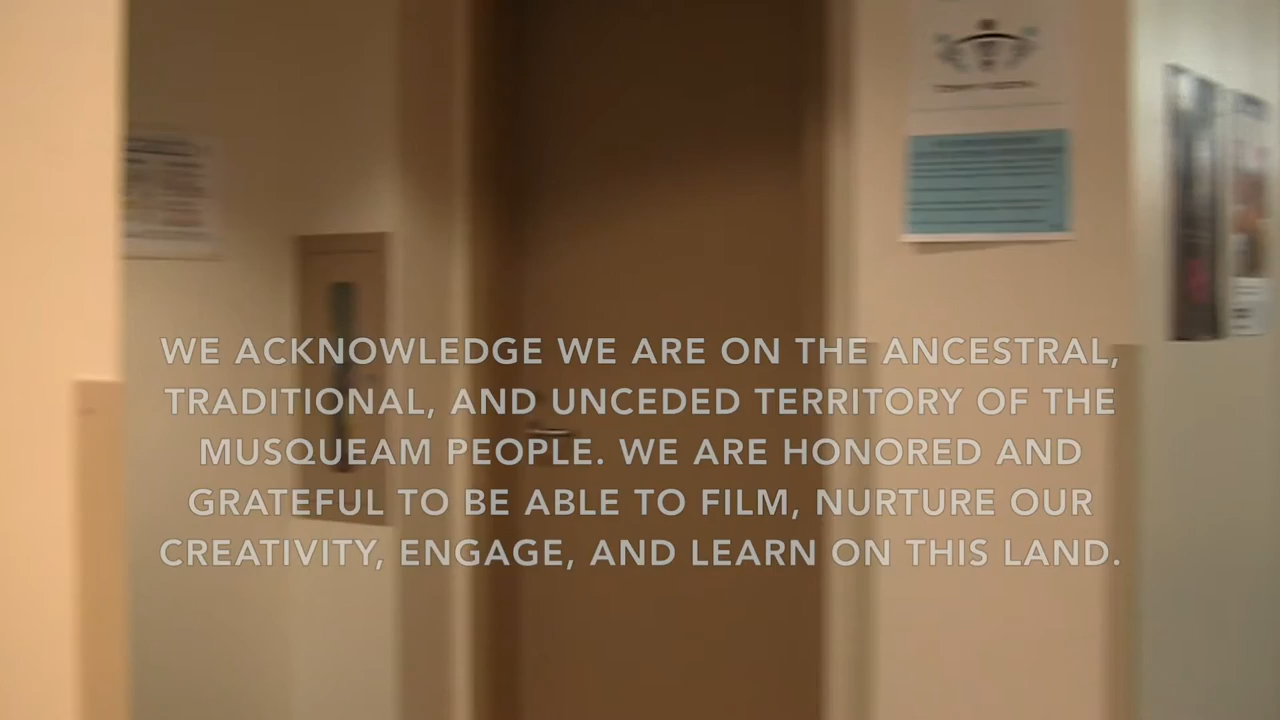 WE ACKNOWLEDGE WE ARE ON THE ANCESTRAL,
TRADITIONAL, AND UNCEDED TERRITORY OF THE
MUSQUEAM PEOPLE. WE ARE HONORED AND
GRATEFUL TO BE ABLE TO FILM, NURTURE OUR
CREATIVITY, ENGAGE, AND LEARN ON THIS LAND.